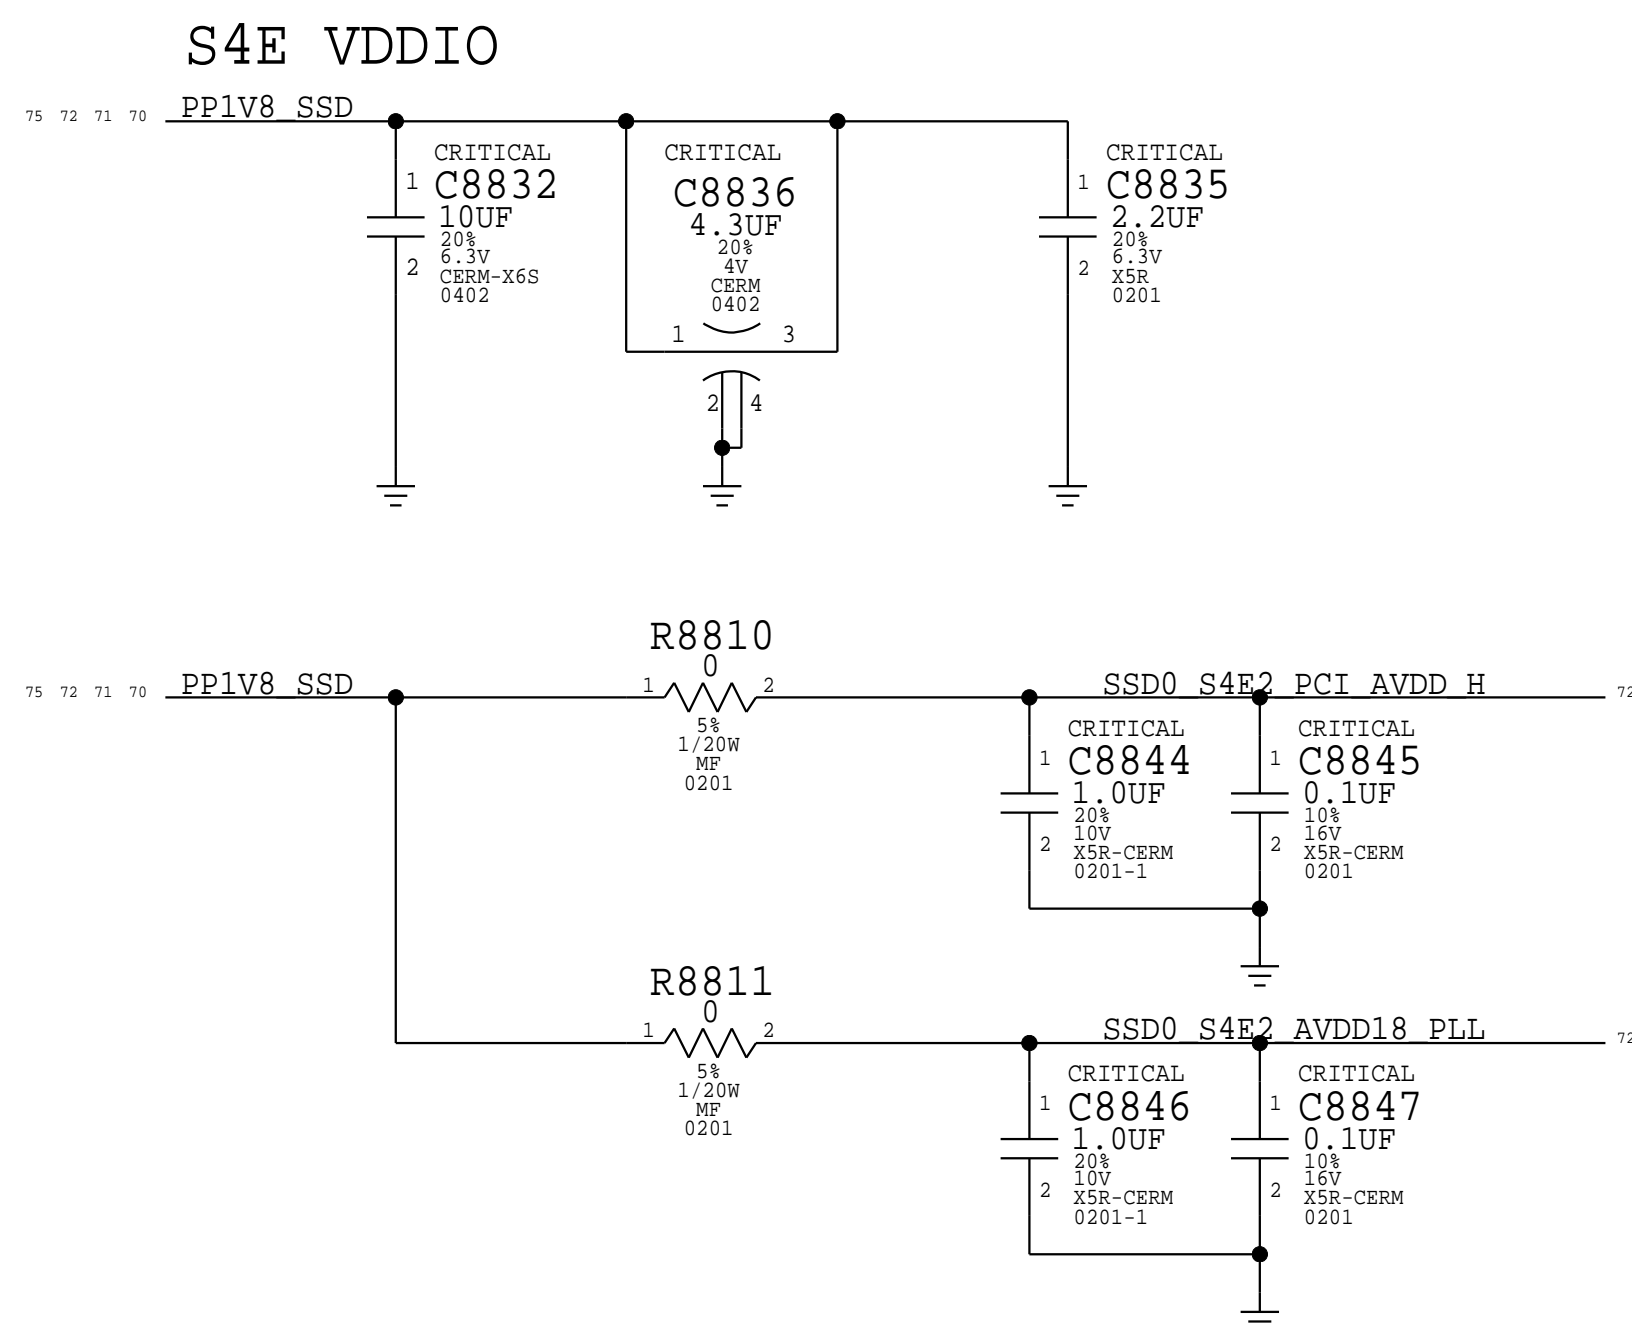 S4E VDDIO
75 72 71 70 PP1V8_SSD
CRITICAL
1 C8832
10UF
20%
6.3V
2 CERM-X6S
0402
CRITICAL
C8836
4.3UF
20%
4V
CERM
0402
1 3
2 4
CRITICAL
1 C8835
2.2UF
20%
6.3V
2 X5R
0201
75 72 71 70 PP1V8_SSD
R8810
0
1 2
5%
1/20W
MF
0201
SSD0_S4E2_PCI_AVDD_H 72
CRITICAL
1 C8844
1.0UF
20%
10V
2 X5R-CERM
0201-1
CRITICAL
1 C8845
0.1UF
10%
16V
2 X5R-CERM
0201
R8811
0
1 2
5%
1/20W
MF
0201
SSD0_S4E2_AVDD18_PLL 72
CRITICAL
1 C8846
1.0UF
20%
10V
2 X5R-CERM
0201-1
CRITICAL
1 C8847
0.1UF
10%
16V
2 X5R-CERM
0201